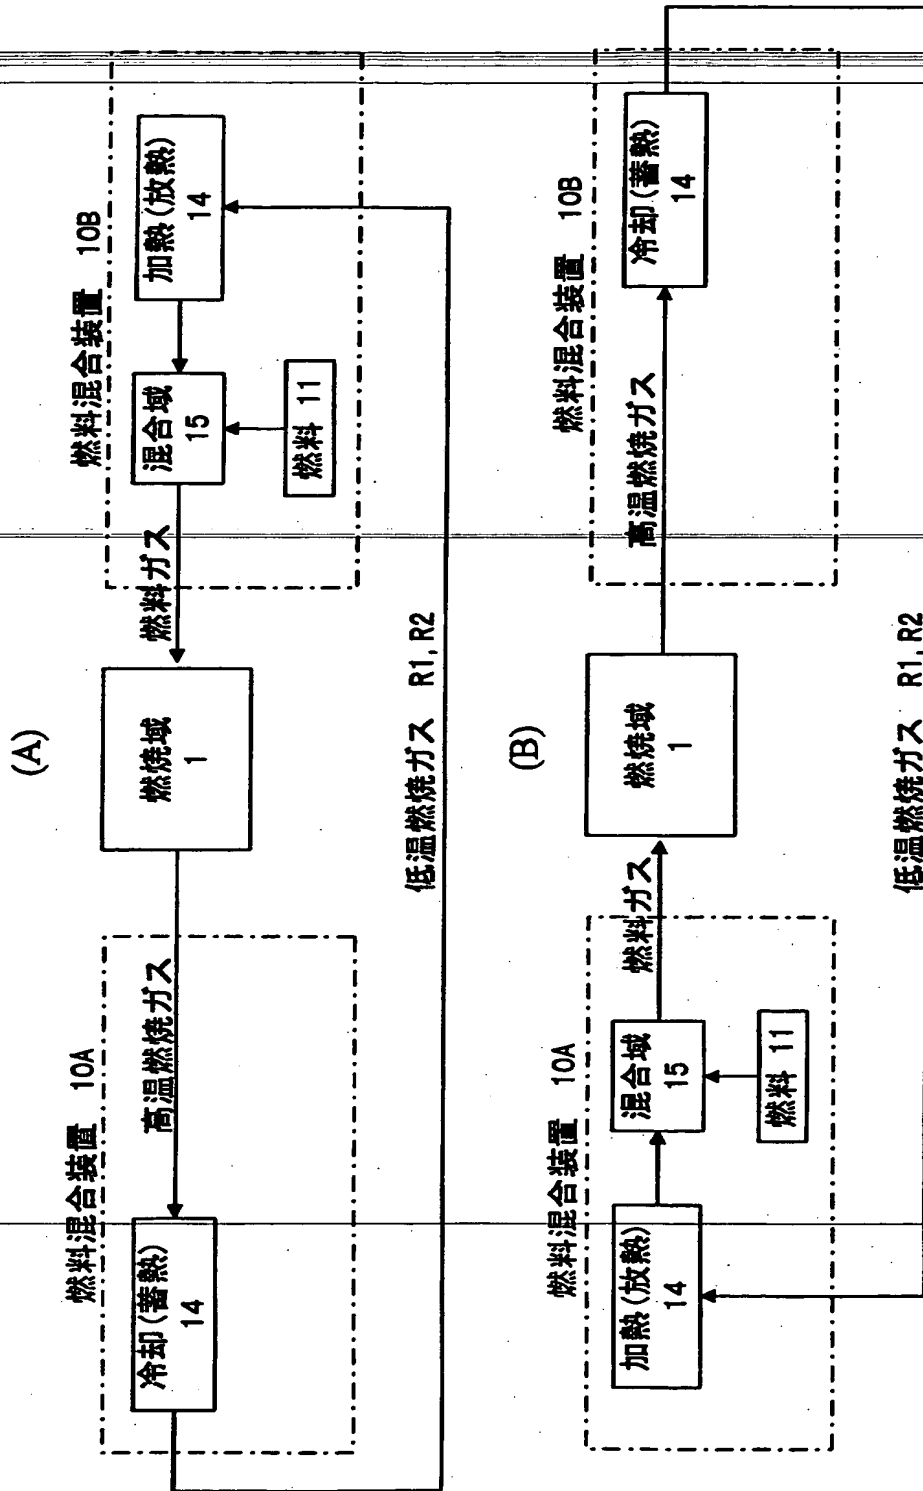 (A)
燃料混合装置 10A
燃料混合装置 10B
冷却(蓄熱)
14
高温燃焼ガス
燃焼域
1
燃料ガス
混合域
15
加熱(放熱)
14
燃料 11
低温燃焼ガス R1, R2
(B)
燃料混合装置 10A
燃料混合装置 10B
加熱(放熱)
14
混合域
15
燃料ガス
燃焼域
1
高温燃焼ガス
冷却(蓄熱)
14
燃料 11
低温燃焼ガス R1, R2